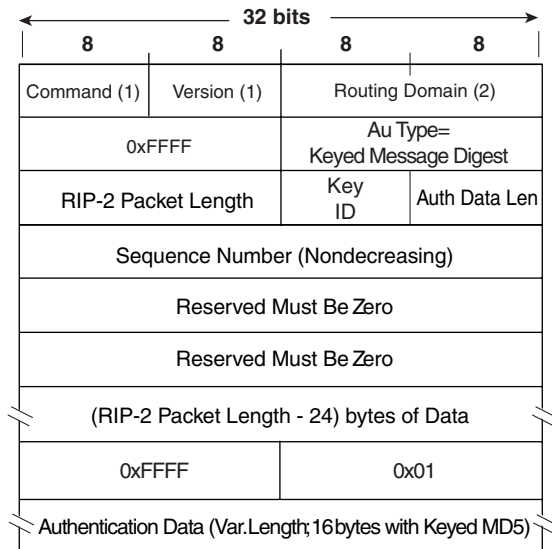 32 bits
8 8 8 8
Command (1) Version (1) Routing Domain (2)
0xFFFF
Au Type=
Keyed Message Digest
RIP-2 Packet Length
Key
ID
Auth Data Len
Sequence Number (Nondecreasing)
Reserved Must Be Zero
Reserved Must Be Zero
(RIP-2 Packet Length - 24) bytes of Data
0xFFFF 0x01
Authentication Data (Var.Length; 16 bytes with Keyed MD5)